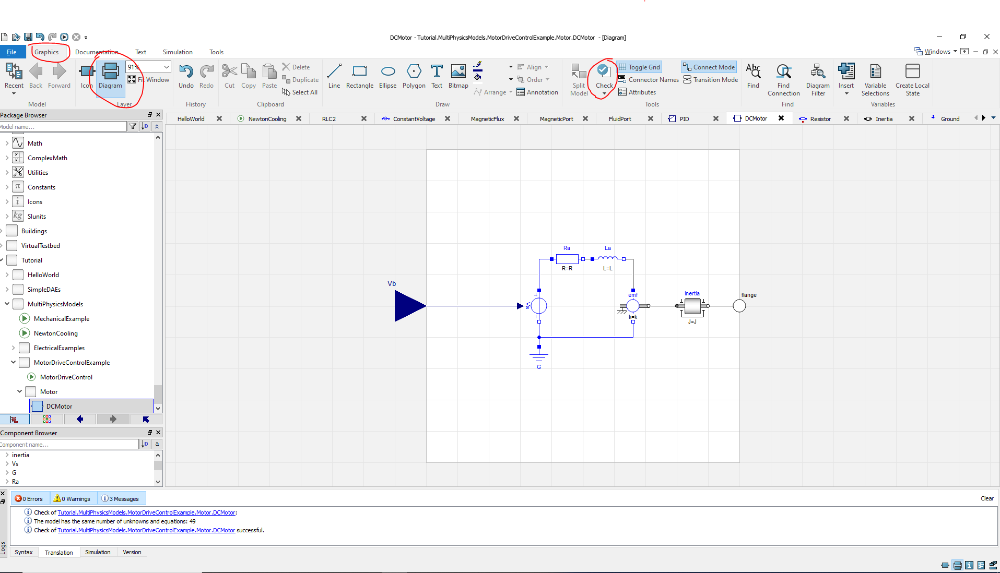 DCMotor - Tutorial.MultiPhysicsModels.MotorDriveControlExample.Motor.DCMotor - [Diagram]
File Graphics Documentation Text Simulation Tools Windows
Recent Back Forward
Model
Icon Diagram 91% Fit Window
Layer
Undo Redo
History
Cut Copy Paste Delete Duplicate Select All
Clipboard
Line Rectangle Ellipse Polygon Text Bitmap Align Order Arrange Annotation
Draw
Split Model Check Toggle Grid Connector Names Attributes Connect Mode Transition Mode
Tools
Find Find Connection Diagram Filter
Find
Insert Variable Selections Create Local State
Variables
Package Browser
Model name...
HelloWorld NewtonCooling RLC2 ConstantVoltage MagneticFlux MagneticPort FluidPort PID DCMotor Resistor Inertia Ground
Math
ComplexMath
Utilities
Constants
Icons
SIunits
Buildings
VirtualTestbed
Tutorial
HelloWorld
SimpleDAEs
MultiPhysicsModels
MechanicalExample
NewtonCooling
ElectricalExamples
MotorDriveControlExample
MotorDriveControl
Motor
DCMotor
Component Browser
Component name...
inertia
Vs
G
Ra
Ra La
R=R L=L
Vb
Vs
+
-
emf
k=k
inertia
J=J
flange
G
0 Errors 0 Warnings 3 Messages Clear
Check of Tutorial.MultiPhysicsModels.MotorDriveControlExample.Motor.DCMotor:
The model has the same number of unknowns and equations: 49
Check of Tutorial.MultiPhysicsModels.MotorDriveControlExample.Motor.DCMotor successful.
Logs
Syntax Translation Simulation Version